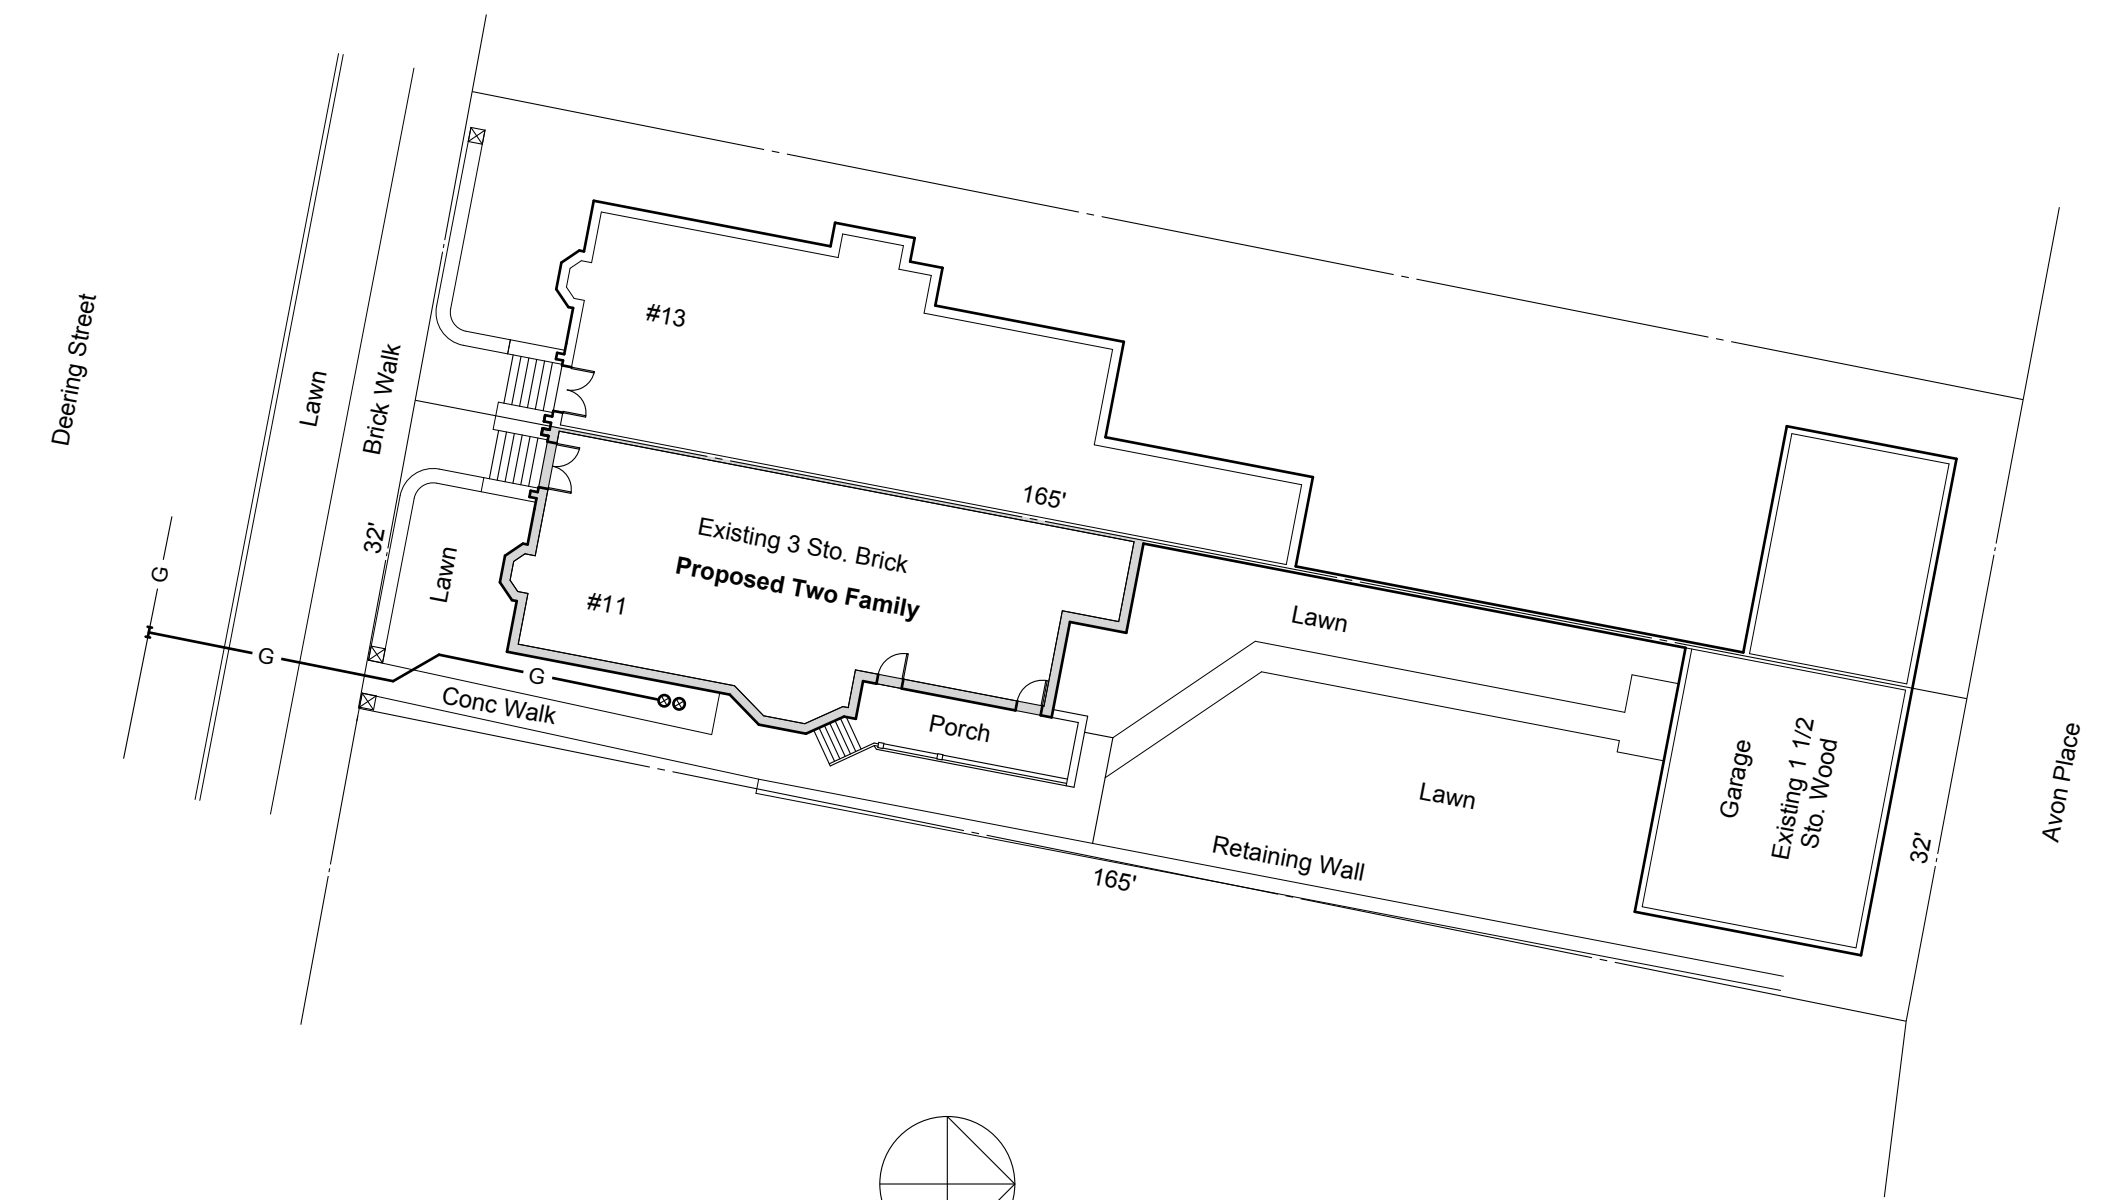 Deering Street
Lawn
Brick Walk
#13
165'
32'
Lawn
Existing 3 Sto. Brick
Proposed Two Family
#11
G
G
G
Conc Walk
Porch
Lawn
Lawn
Retaining Wall
165'
Garage
Existing 1 1/2
Sto. Wood
32'
Avon Place